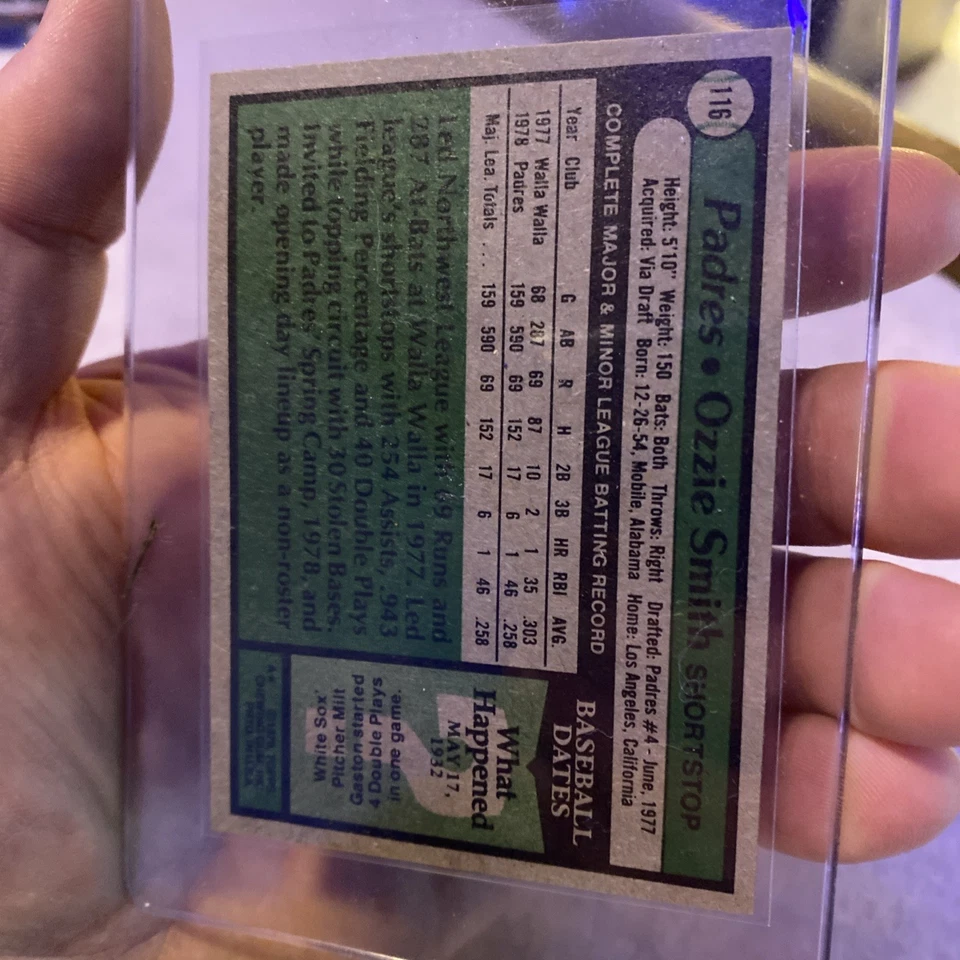 116
Padres • Ozzie Smith SHORTSTOP
Height: 5'10" Weight: 150 Bats: Both Throws: Right Drafted: Padres #4 - June, 1977
Acquired: Via Draft Born: 12-26-54, Mobile, Alabama Home: Los Angeles, California
COMPLETE MAJOR & MINOR LEAGUE BATTING RECORD
Year Club G AB R H 2B 3B HR RBI AVG.
1977 Walla Walla 68 287 69 87 10 2 1 35 .303
1978 Padres 159 590 69 152 17 6 1 46 .258
Maj. Lea. Totals . . . 159 590 69 152 17 6 1 46 .258
Led Northwest League with 69 Runs and
287 At-Bats at Walla Walla in 1977. Led
league's shortstops with 254 Assists, .943
Fielding Percentage and 40 Double Plays
while topping circuit with 30 Stolen Bases.
Invited to Padres' Spring Camp, 1978, and
made opening day lineup as a non-roster
player.
BASEBALL
DATES
What
Happened
MAY 17,
1932
White Sox'
Pitcher Milt
Gaston started
4 Double Plays
in one game.